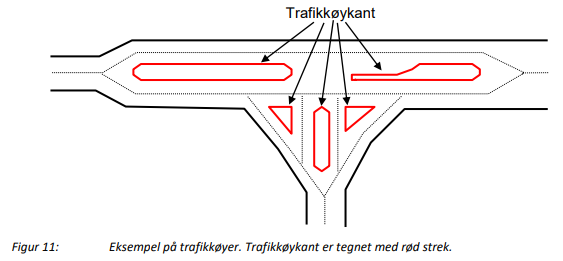 Trafikkøykant
Figur 11: Eksempel på trafikkøyer. Trafikkøykant er tegnet med rød strek.